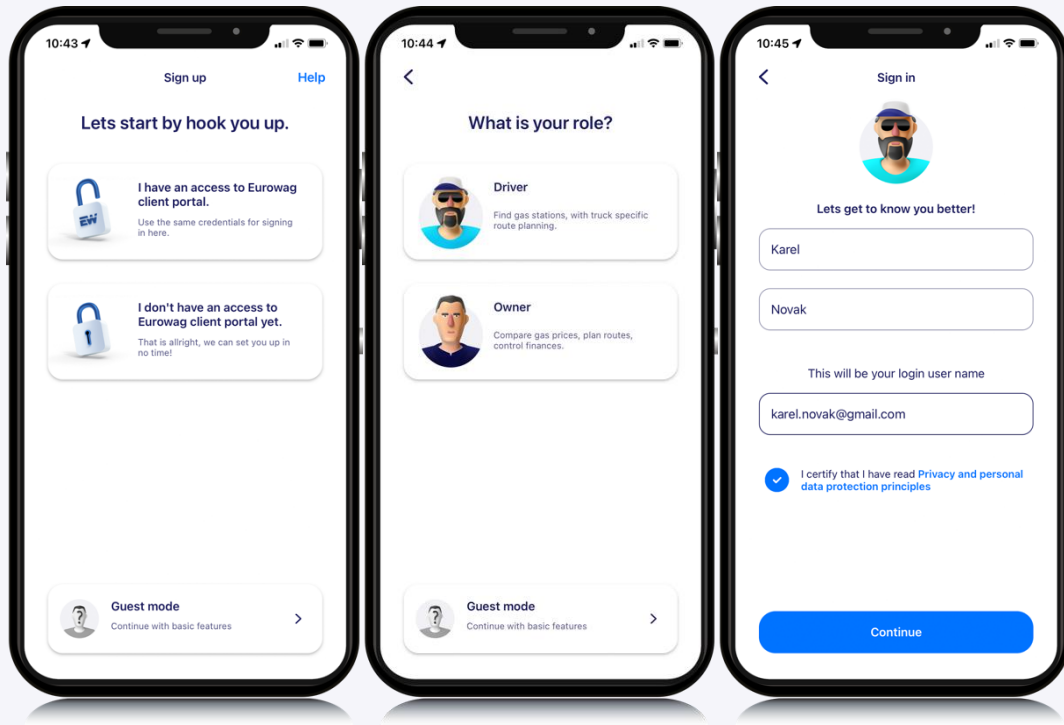 10:43
Sign up
Help
Lets start by hook you up.
I have an access to Eurowag
client portal.
Use the same credentials for signing
in here.
EW
I don't have an access to
Eurowag client portal yet.
That is allright, we can set you up in
no time!
?
Guest mode
Continue with basic features
10:44
What is your role?
Driver
Find gas stations, with truck specific
route planning.
Owner
Compare gas prices, plan routes,
control finances.
?
Guest mode
Continue with basic features
10:45
Sign in
Lets get to know you better!
Karel
Novak
This will be your login user name
karel.novak@gmail.com
I certify that I have read Privacy and personal
data protection principles
Continue